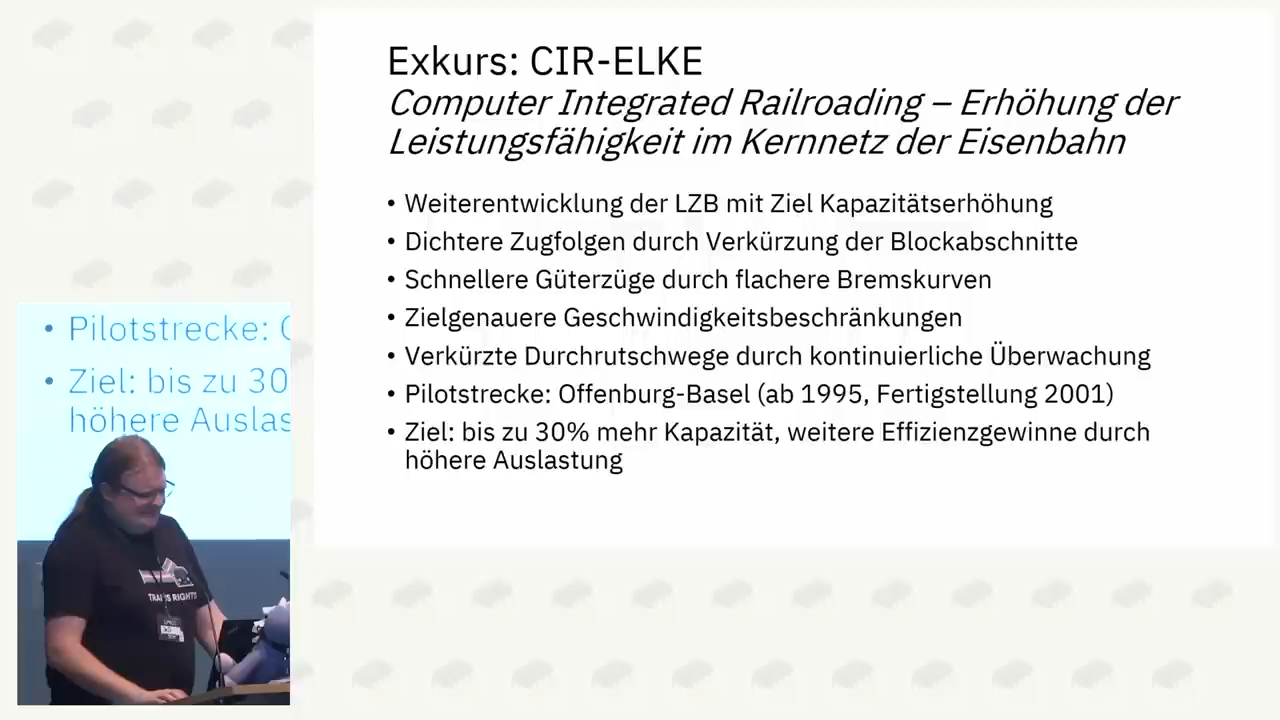 Exkurs: CIR-ELKE
Computer Integrated Railroading – Erhöhung der
Leistungsfähigkeit im Kernnetz der Eisenbahn
• Weiterentwicklung der LZB mit Ziel Kapazitätserhöhung
• Dichtere Zugfolgen durch Verkürzung der Blockabschnitte
• Schnellere Güterzüge durch flachere Bremskurven
• Zielgenauere Geschwindigkeitsbeschränkungen
• Verkürzte Durchrutschwege durch kontinuierliche Überwachung
• Pilotstrecke: Offenburg-Basel (ab 1995, Fertigstellung 2001)
• Ziel: bis zu 30% mehr Kapazität, weitere Effizienzgewinne durch
höhere Auslastung
• Pilotstrecke:
• Ziel: bis zu 30
höhere Auslas
RIGHTS